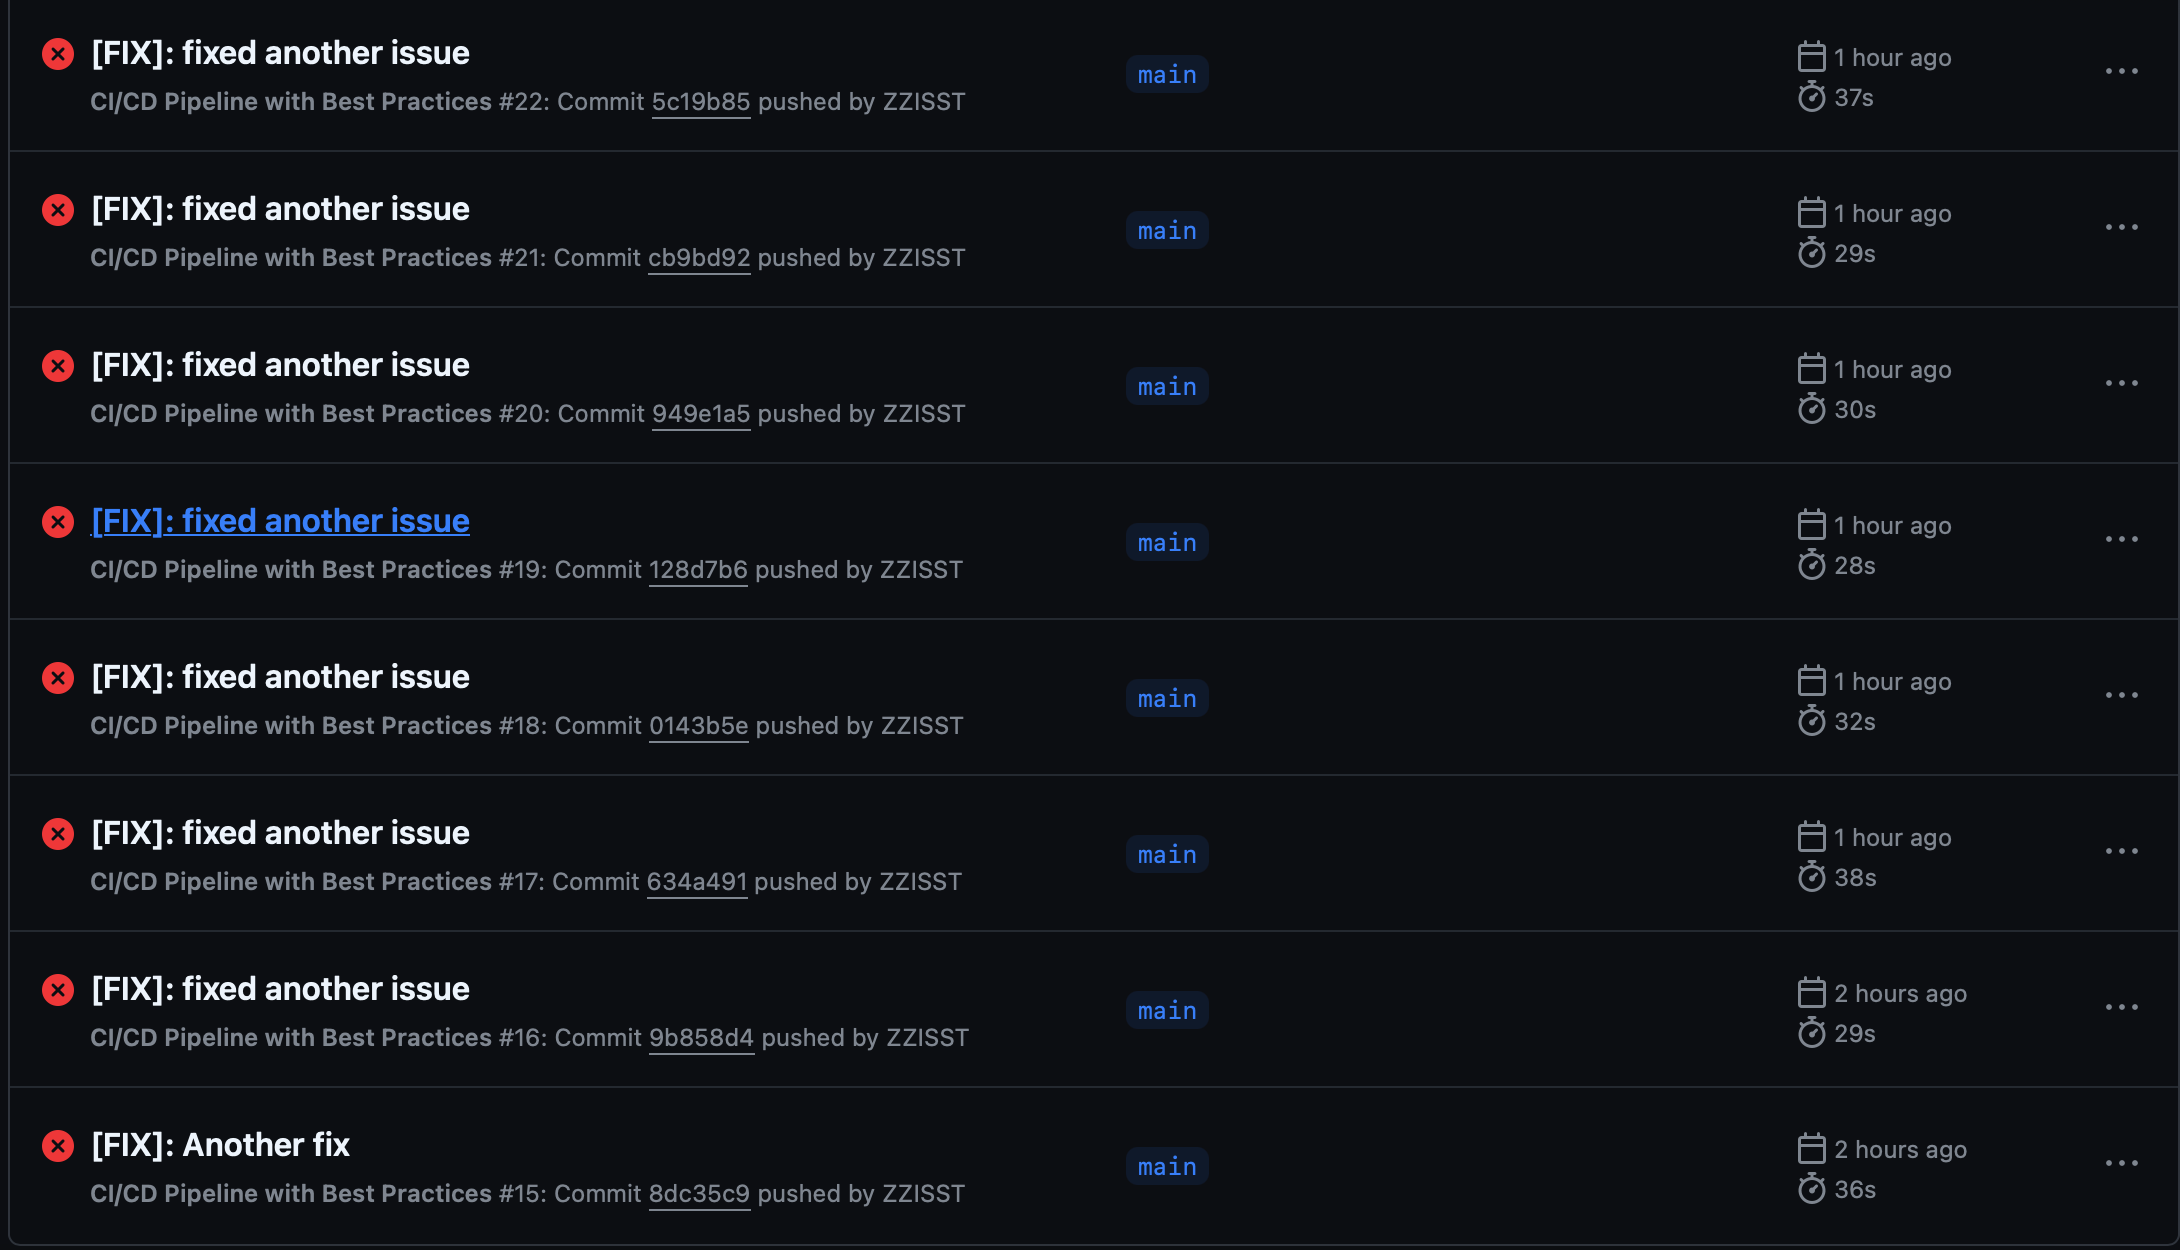 [FIX]: fixed another issue
CI/CD Pipeline with Best Practices #22: Commit 5c19b85 pushed by ZZISST
main
1 hour ago
37s
[FIX]: fixed another issue
CI/CD Pipeline with Best Practices #21: Commit cb9bd92 pushed by ZZISST
main
1 hour ago
29s
[FIX]: fixed another issue
CI/CD Pipeline with Best Practices #20: Commit 949e1a5 pushed by ZZISST
main
1 hour ago
30s
[FIX]: fixed another issue
CI/CD Pipeline with Best Practices #19: Commit 128d7b6 pushed by ZZISST
main
1 hour ago
28s
[FIX]: fixed another issue
CI/CD Pipeline with Best Practices #18: Commit 0143b5e pushed by ZZISST
main
1 hour ago
32s
[FIX]: fixed another issue
CI/CD Pipeline with Best Practices #17: Commit 634a491 pushed by ZZISST
main
1 hour ago
38s
[FIX]: fixed another issue
CI/CD Pipeline with Best Practices #16: Commit 9b858d4 pushed by ZZISST
main
2 hours ago
29s
[FIX]: Another fix
CI/CD Pipeline with Best Practices #15: Commit 8dc35c9 pushed by ZZISST
main
2 hours ago
36s